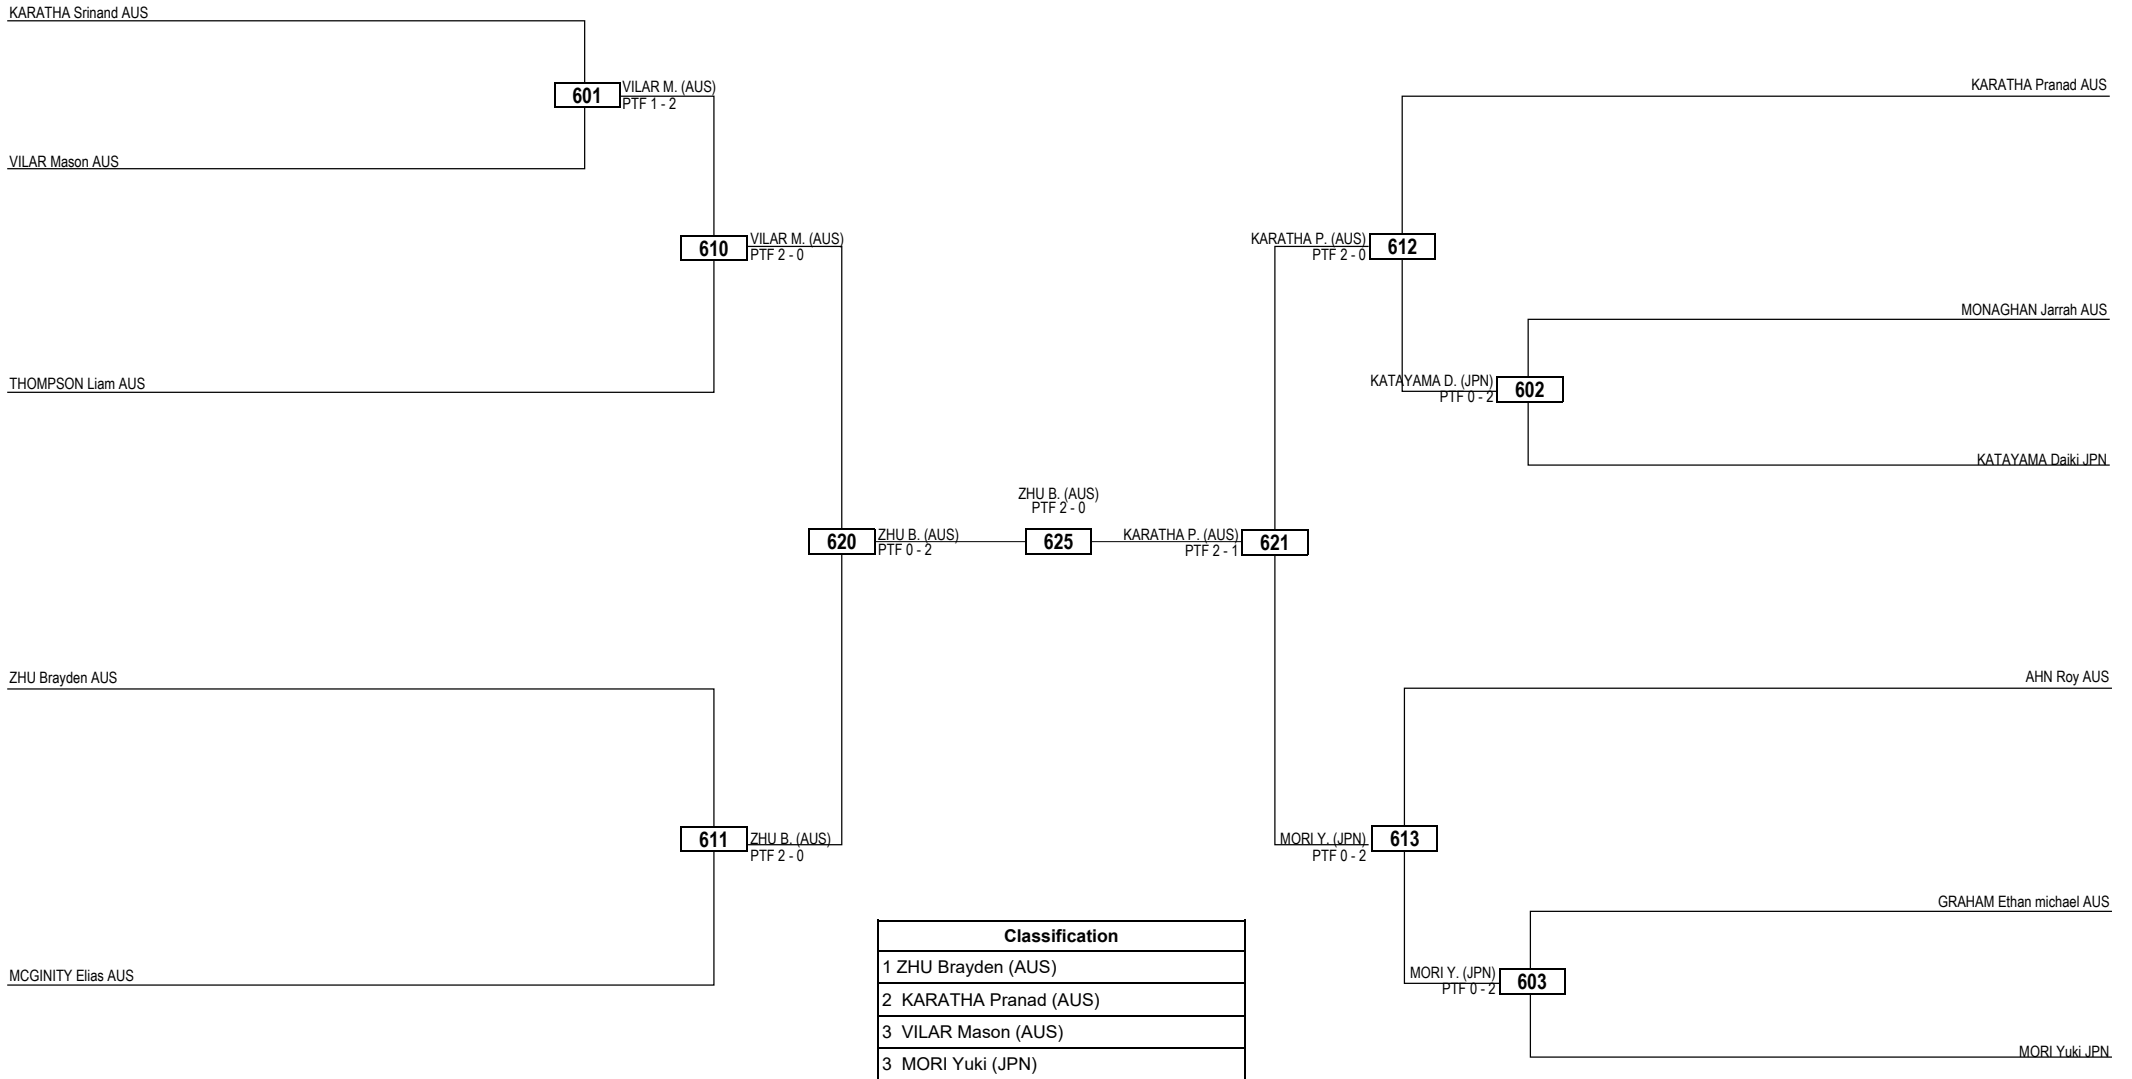 KARATHA Srinand AUS
601
VILAR M. (AUS)
PTF 1 - 2
VILAR Mason AUS
610
VILAR M. (AUS)
PTF 2 - 0
THOMPSON Liam AUS
620
ZHU B. (AUS)
PTF 0 - 2
ZHU Brayden AUS
611
ZHU B. (AUS)
PTF 2 - 0
MCGINITY Elias AUS
ZHU B. (AUS)
PTF 2 - 0
625
KARATHA P. (AUS)
PTF 2 - 1
621
KARATHA Pranad AUS
KARATHA P. (AUS)
PTF 2 - 0
612
MONAGHAN Jarrah AUS
KATAYAMA D. (JPN)
PTF 0 - 2
602
KATAYAMA Daiki JPN
AHN Roy AUS
MORI Y. (JPN)
PTF 0 - 2
613
GRAHAM Ethan michael AUS
MORI Y. (JPN)
PTF 0 - 2
603
MORI Yuki JPN
Classification
1 ZHU Brayden (AUS)
2 KARATHA Pranad (AUS)
3 VILAR Mason (AUS)
3 MORI Yuki (JPN)